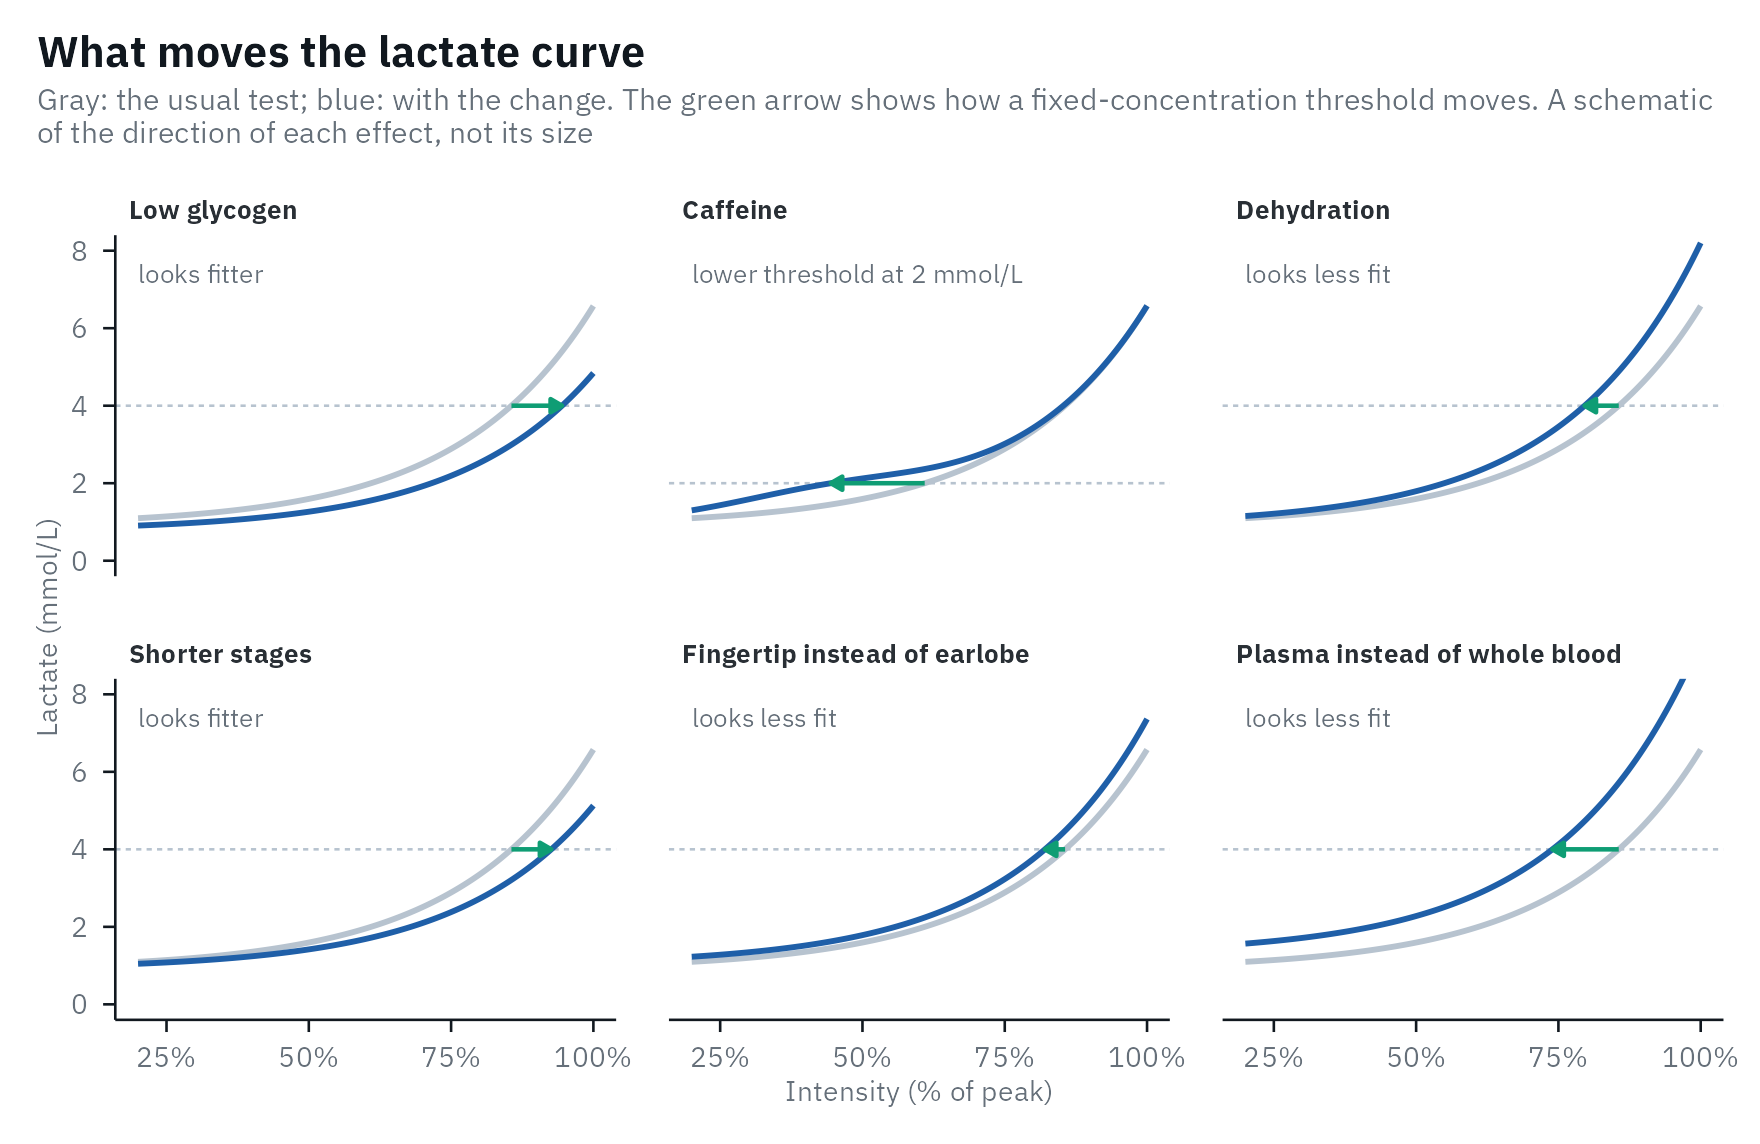 What moves the lactate curve
Gray: the usual test; blue: with the change. The green arrow shows how a fixed-concentration threshold moves. A schematic
of the direction of each effect, not its size
Low glycogen
looks fitter
Caffeine
lower threshold at 2 mmol/L
Dehydration
looks less fit
8
6
4
2
0
Lactate (mmol/L)
Shorter stages
looks fitter
Fingertip instead of earlobe
looks less fit
Plasma instead of whole blood
looks less fit
8
6
4
2
0
25% 50% 75% 100%
25% 50% 75% 100%
25% 50% 75% 100%
Intensity (% of peak)